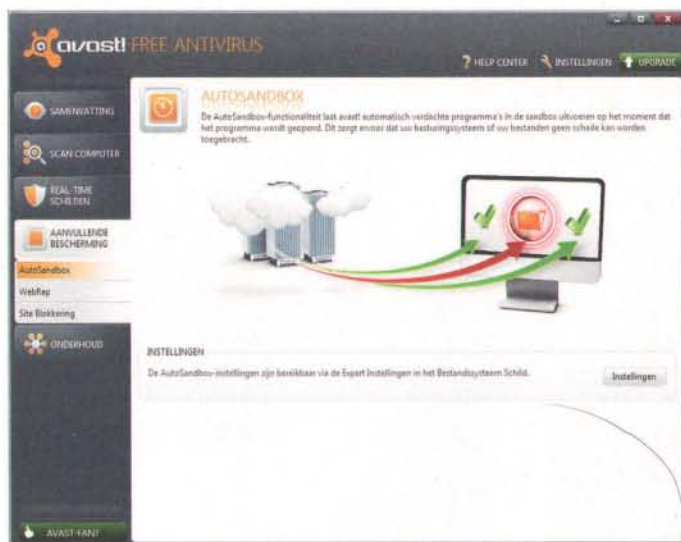 avast! FREE ANTIVIRUS
? HELP CENTER INSTELLINGEN UPGRADE
SAMENVATTING
SCAN COMPUTER
REAL-TIME
SCHILDEN
AANVULLENDE
BESCHERMING
AutoSandbox
WebRep
Site Blokkering
ONDERHOUD
AVAST-FAN?
AUTOSANDBOX
De AutoSandbox-functionaliteit laat avast! automatisch verdachte programma's in de sandbox uitvoeren op het moment dat
het programma wordt geopend. Dit zorgt ervoor dat uw besturingssysteem of uw bestanden geen schade kan worden
toegebracht.
INSTELLINGEN
De AutoSandbox-instellingen zijn bereikbaar via de Expert Instellingen in het Bestandssysteem Schild.
Instellingen